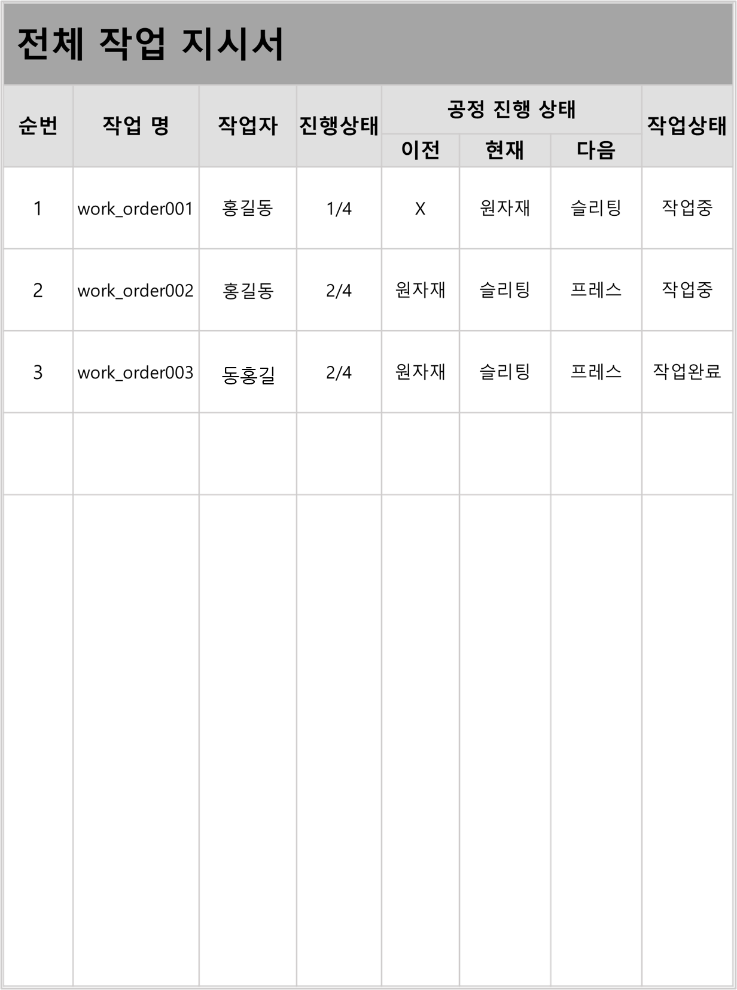 전체 작업 지시서
순번 작업 명 작업자 진행상태 공정 진행 상태 작업상태
이전 현재 다음
1 work_order001 홍길동 1/4 X 원자재 슬리팅 작업중
2 work_order002 홍길동 2/4 원자재 슬리팅 프레스 작업중
3 work_order003 동홍길 2/4 원자재 슬리팅 프레스 작업완료